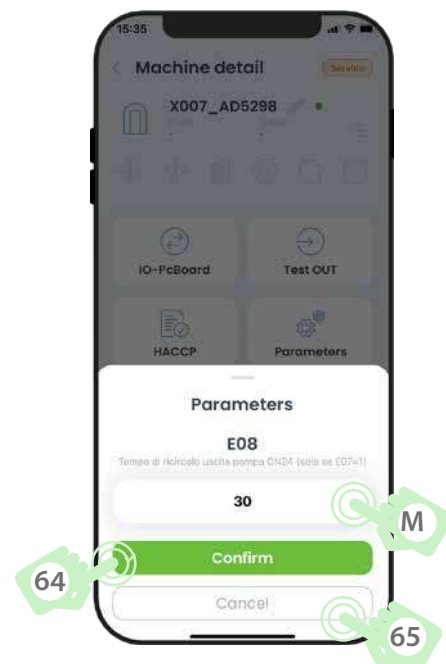 15:35
Machine detail
Service
X007_AD5298
IO-PcBoard
Test OUT
HACCP
Parameters
Parameters
E08
Tempo di ricircolo uscita pompa CN24 (solo se E07=1)
30
M
Confirm
64
Cancel
65